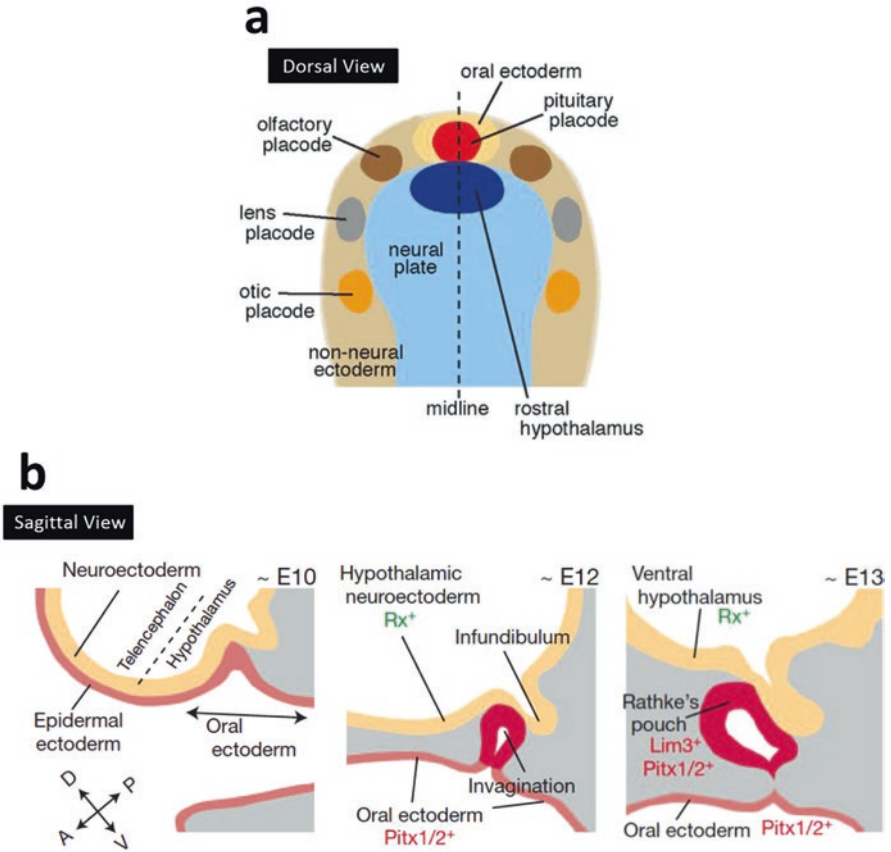 a
Dorsal View
oral ectoderm
pituitary
placode
olfactory
placode
lens
placode
neural
plate
otic
placode
non-neural
ectoderm
midline
rostral
hypothalamus
b
Sagittal View
Neuroectoderm
~ E10
Telencephalon
Hypothalamus
Epidermal
ectoderm
Oral
ectoderm
D
P
A
V
Hypothalamic
neuroectoderm
Rx+
~ E12
Infundibulum
Invagination
Oral ectoderm
Pitx1/2+
Ventral
hypothalamus
Rx+
~ E13
Rathke's
pouch
Lim3+
Pitx1/2+
Oral ectoderm Pitx1/2+